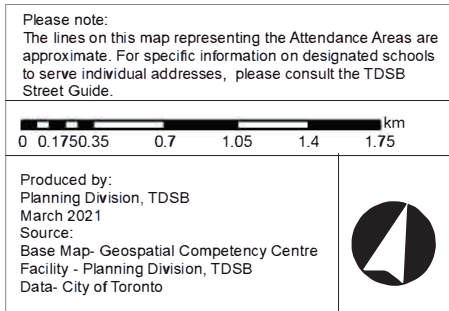 Please note:
The lines on this map representing the Attendance Areas are
approximate. For specific information on designated schools
to serve individual addresses, please consult the TDSB
Street Guide.
km
0 0.175 0.35 0.7 1.05 1.4 1.75
Produced by:
Planning Division, TDSB
March 2021
Source:
Base Map- Geospatial Competency Centre
Facility - Planning Division, TDSB
Data- City of Toronto